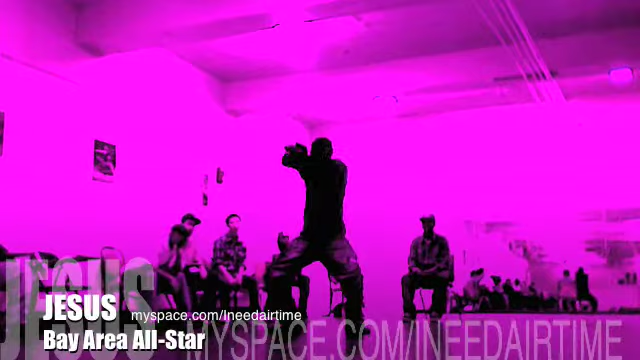 JESUS
JESUS myspace.com/Ineedairtime
Bay Area All-Star
MYSPACE.COM/INEEDAIRTIME